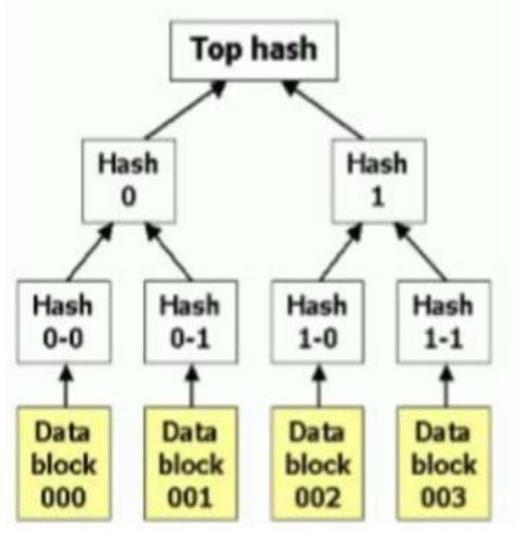 Top hash
Hash
0
Hash
1
Hash
0-0
Hash
0-1
Hash
1-0
Hash
1-1
Data
block
000
Data
block
001
Data
block
002
Data
block
003